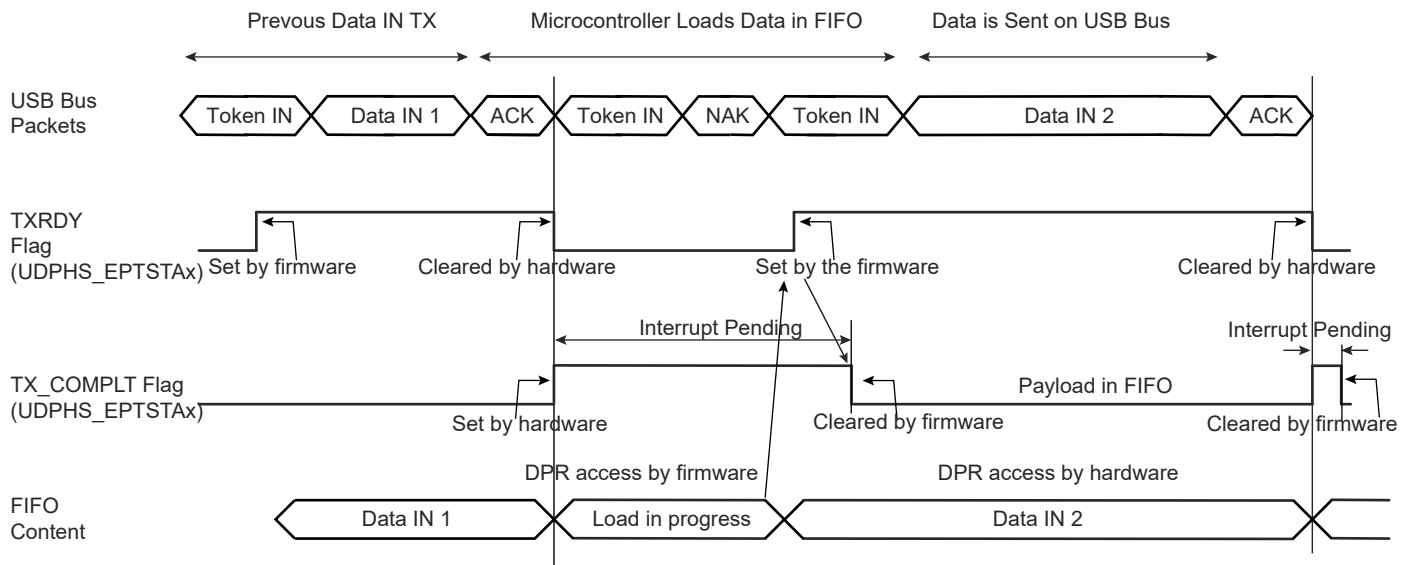 Prevous Data IN TX
Microcontroller Loads Data in FIFO
Data is Sent on USB Bus
USB Bus
Packets
Token IN
Data IN 1
ACK
Token IN
NAK
Token IN
Data IN 2
ACK
TXRDY
Flag
(UDPHS_EPTSTAx)
Set by firmware
Cleared by hardware
Set by the firmware
Cleared by hardware
Interrupt Pending
Interrupt Pending
TX_COMPLT Flag
(UDPHS_EPTSTAx)
Payload in FIFO
Set by hardware
Cleared by firmware
Cleared by firmware
DPR access by firmware
DPR access by hardware
FIFO
Content
Data IN 1
Load in progress
Data IN 2